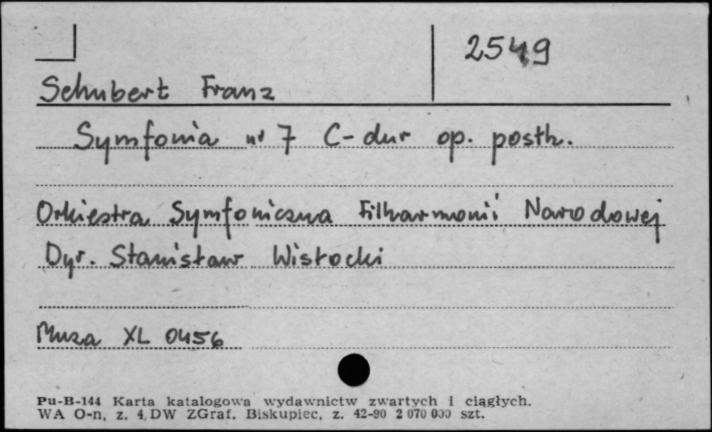 2549
Schubert Franz
Symfonia nr 7 C-dur op. posth.
Orkiestra Symfoniczna Filharmonii Narodowej
Dyr. Stanisław Wisłocki
Muza XL 0456
Pu-B-144 Karta katalogowa wydawnictw zwartych i ciągłych.
WA O-n, z. 4, DW ZGraf. Biskupiec, z. 42-90 2 070 000 szt.